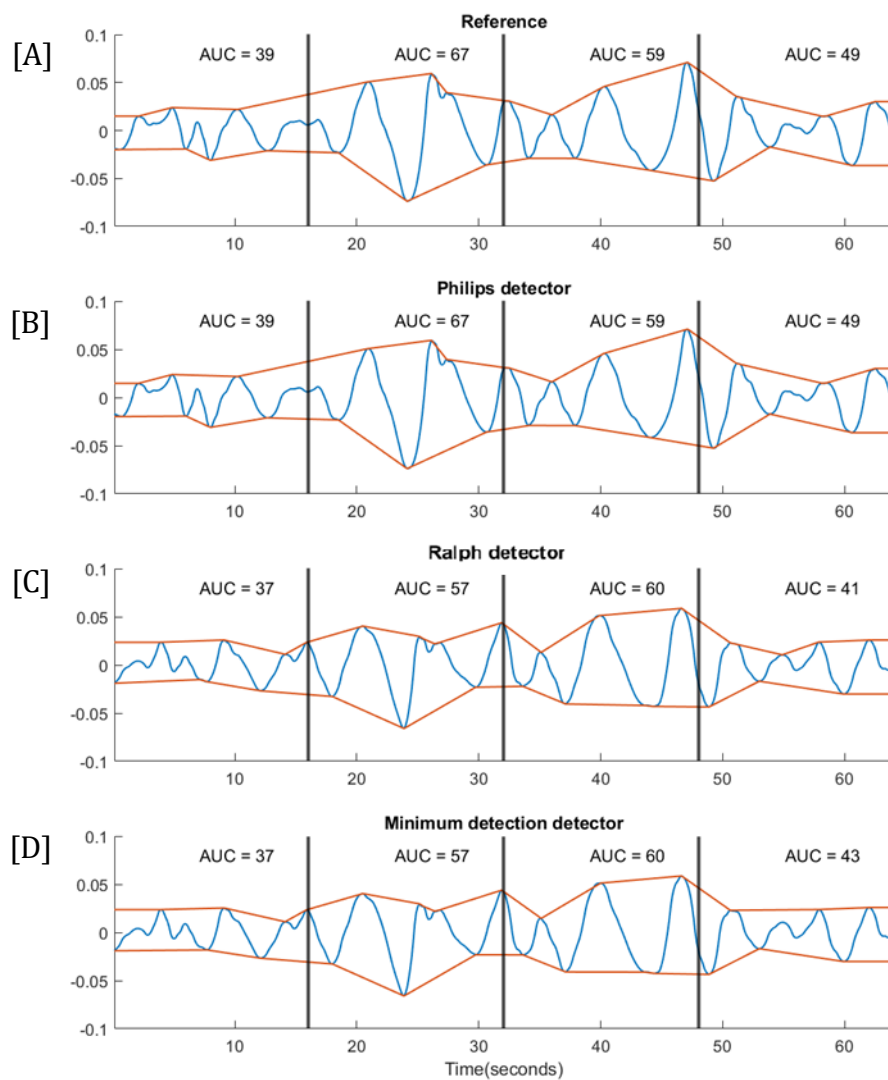 Reference
[A]
0.1
AUC = 39 AUC = 67 AUC = 59 AUC = 49
0.05
0
-0.05
-0.1
10 20 30 40 50 60
Philips detector
[B]
0.1
AUC = 39 AUC = 67 AUC = 59 AUC = 49
0.05
0
-0.05
-0.1
10 20 30 40 50 60
Ralph detector
[C]
0.1
AUC = 37 AUC = 57 AUC = 60 AUC = 41
0.05
0
-0.05
-0.1
10 20 30 40 50 60
Minimum detection detector
[D]
0.1
AUC = 37 AUC = 57 AUC = 60 AUC = 43
0.05
0
-0.05
-0.1
10 20 30 40 50 60
Time(seconds)